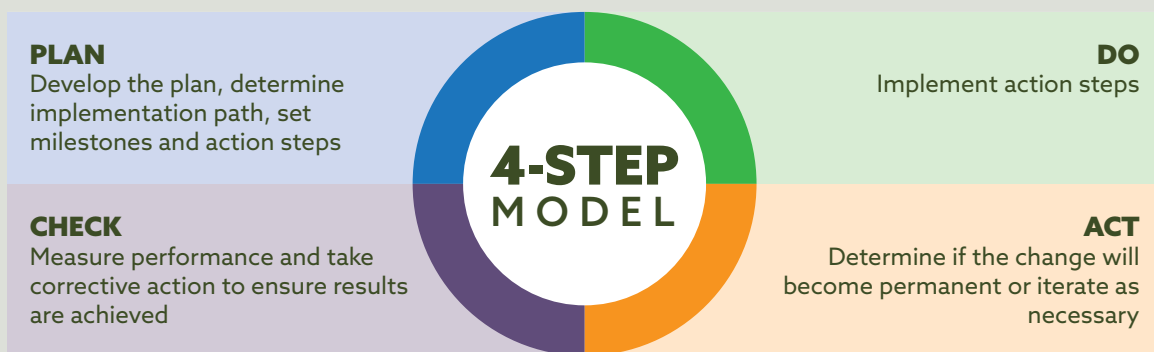 PLAN
Develop the plan, determine
implementation path, set
milestones and action steps
DO
Implement action steps
4-STEP
MODEL
CHECK
Measure performance and take
corrective action to ensure results
are achieved
ACT
Determine if the change will
become permanent or iterate as
necessary